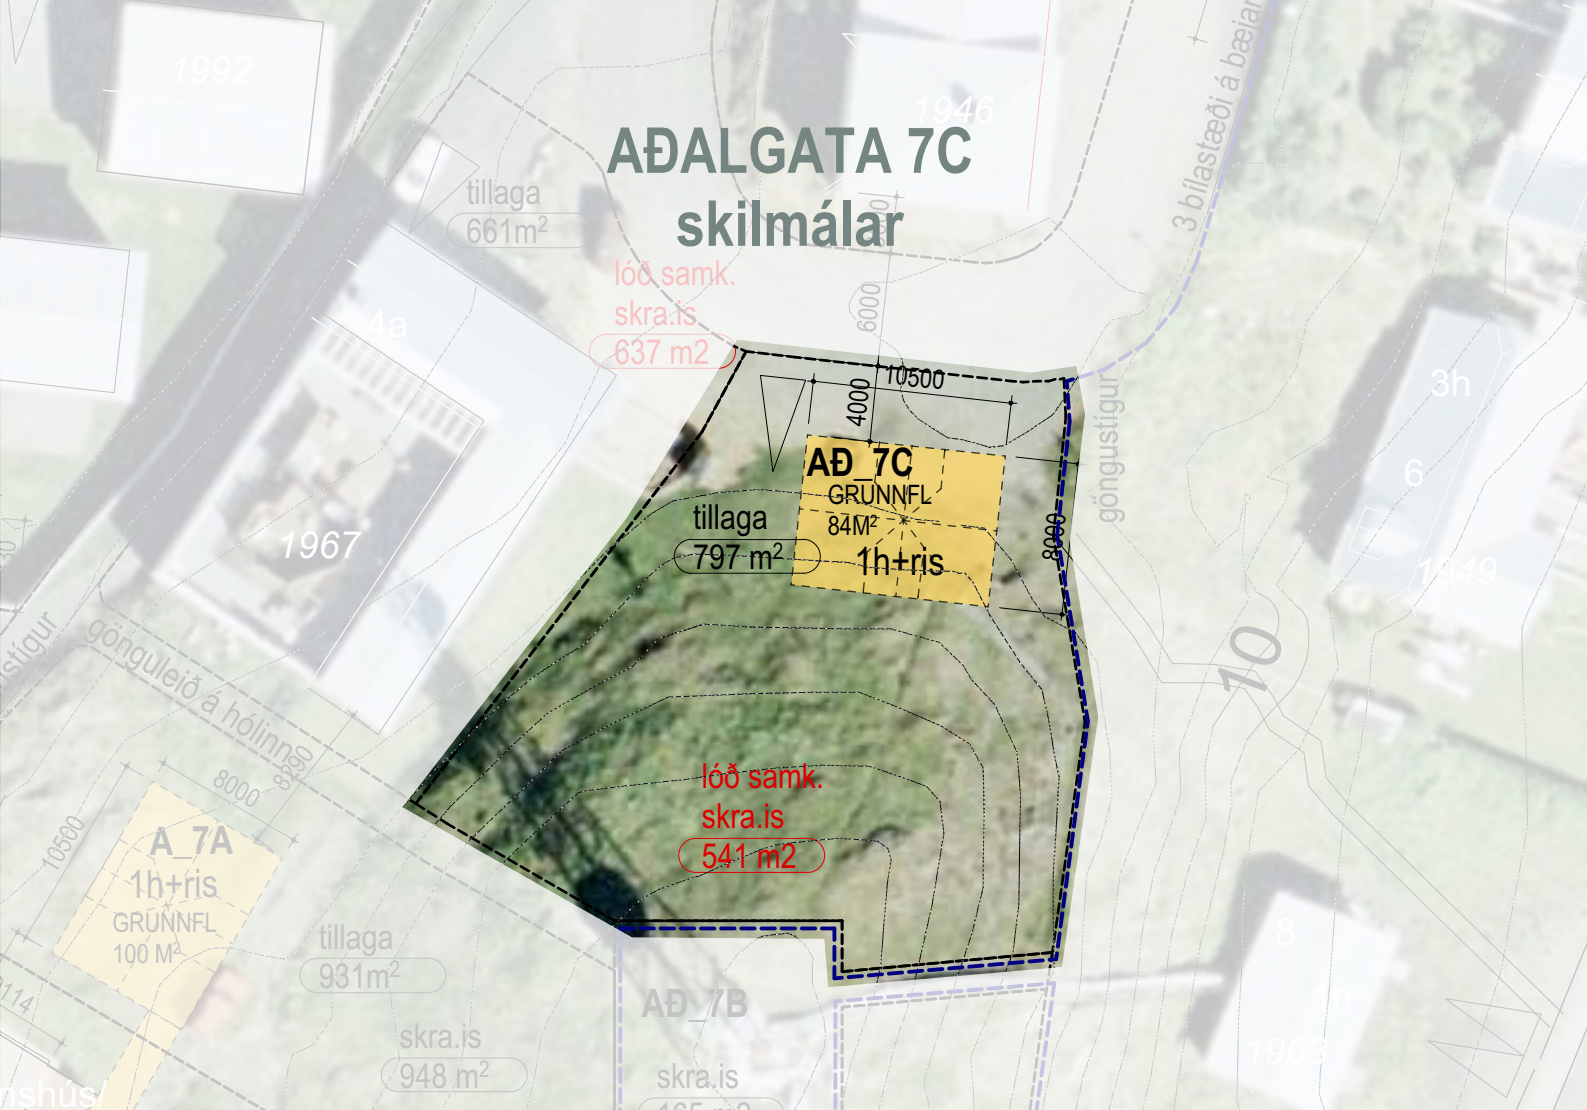 1992
1946
AÐALGATA 7C
skilmálar
tillaga
661m²
3 bílastæði á bæjar
lóð samk.
skra.is
637 m2
6000
4a
10500
4000
göngustígur
3h
6
AÐ_7C
GRUNNFL
84M²
1h+ris
tillaga
797 m²
8000
1967
1949
gönguleið á hólinn
10
8290
8000
10500
lóð samk.
skra.is
541 m2
A_7A
1h+ris
GRUNNFL
100 M²
tillaga
931m²
8
AÐ_7B
skra.is
948 m²
skra.is
1963